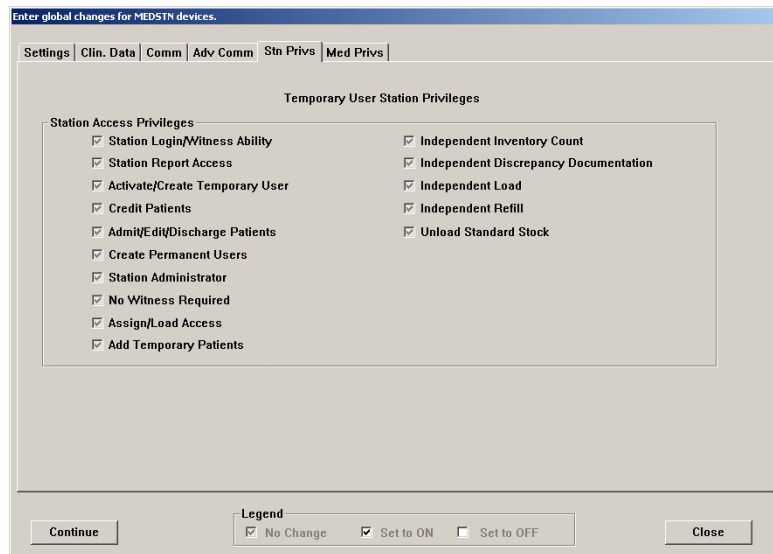 Enter global changes for MEDSTN devices.
Settings Clin. Data Comm Adv Comm Stn Privs Med Privs
Temporary User Station Privileges
Station Access Privileges
Station Login/Witness Ability
Station Report Access
Activate/Create Temporary User
Credit Patients
Admit/Edit/Discharge Patients
Create Permanent Users
Station Administrator
No Witness Required
Assign/Load Access
Add Temporary Patients
Independent Inventory Count
Independent Discrepancy Documentation
Independent Load
Independent Refill
Unload Standard Stock
Legend
Continue
No Change Set to ON Set to OFF
Close